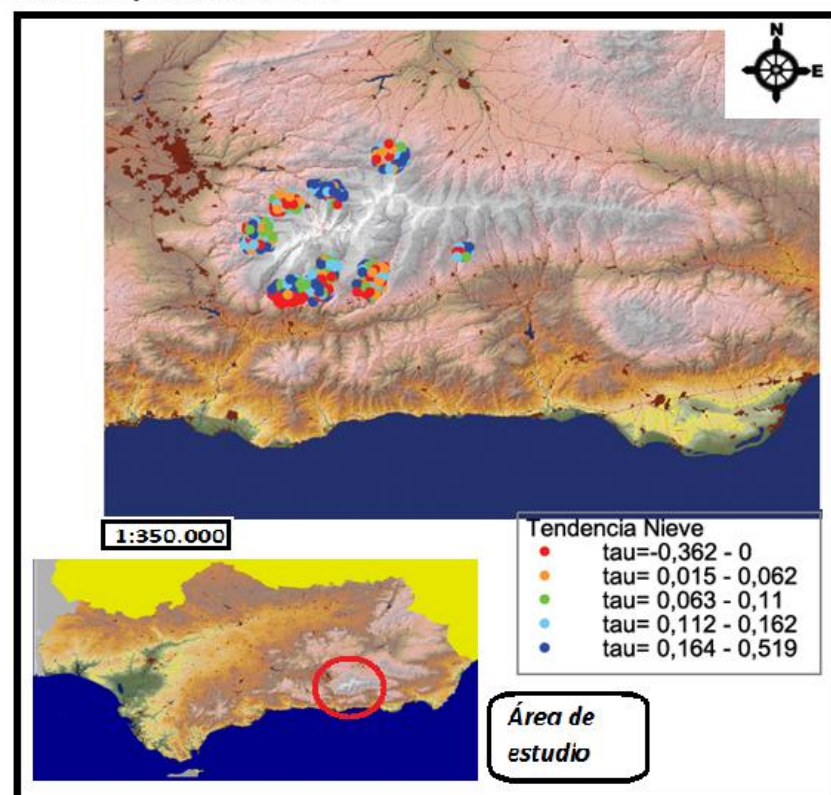 N
E
1:350.000
Tendencia Nieve
tau=-0,362 - 0
tau= 0,015 - 0,062
tau= 0,063 - 0,11
tau= 0,112 - 0,162
tau= 0,164 - 0,519
Área de
estudio